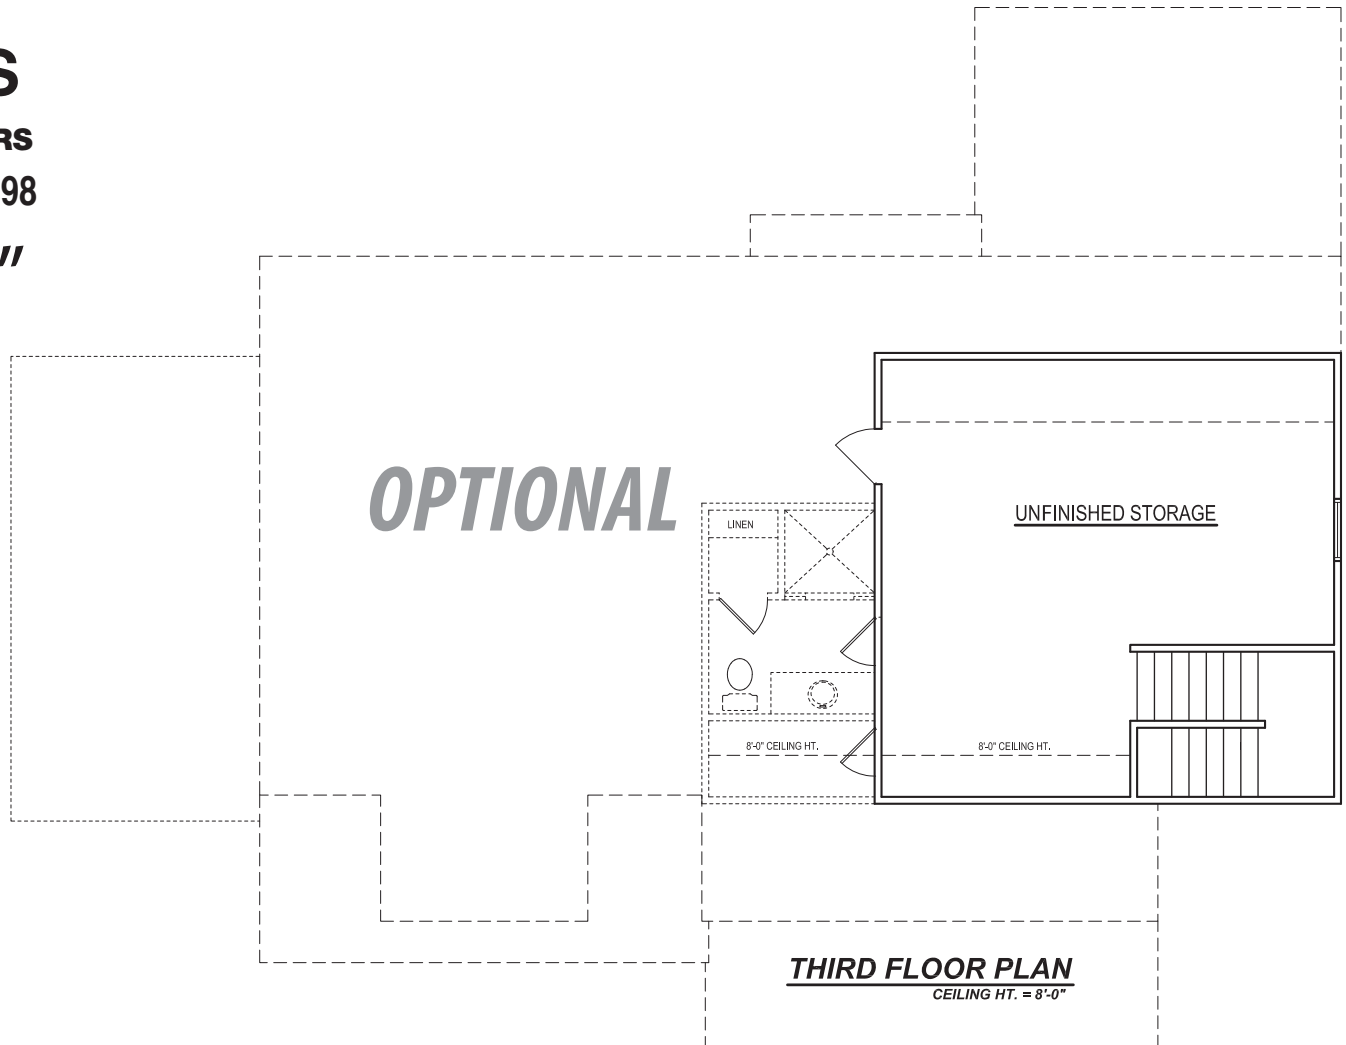 S
RS
98
"
OPTIONAL
UNFINISHED STORAGE
LINEN
8'-0" CEILING HT.
8'-0" CEILING HT.
THIRD FLOOR PLAN
CEILING HT. = 8'-0"